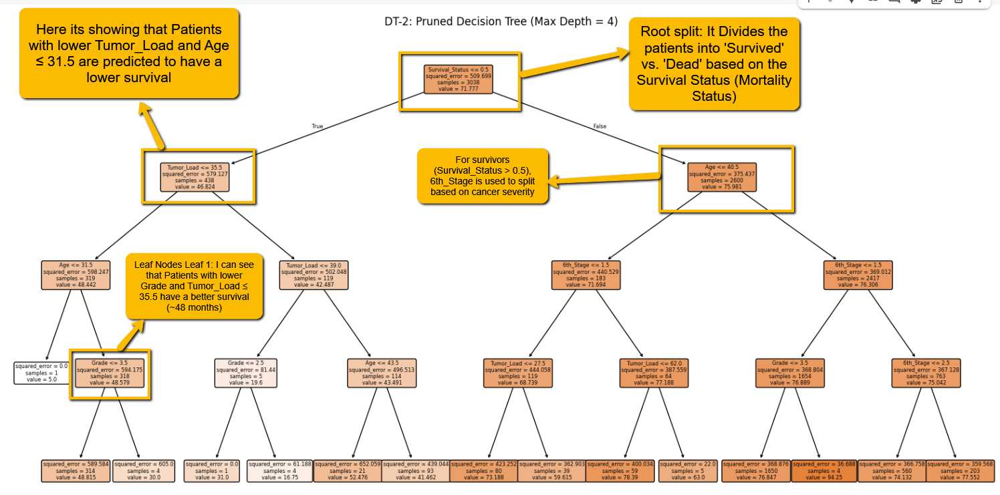 DT-2: Pruned Decision Tree (Max Depth = 4)
Here its showing that Patients
with lower Tumor_Load and Age
≤ 31.5 are predicted to have a
lower survival
Root split: It Divides the
patients into 'Survived'
vs. 'Dead' based on the
Survival Status (Mortality
Status)
Survival_Status <= 0.5
squared_error = 509.699
samples = 3038
value = 71.777
True
False
Tumor_Load <= 35.5
squared_error = 579.127
samples = 438
value = 46.824
For survivors
(Survival_Status > 0.5),
6th_Stage is used to split
based on cancer severity
Age <= 40.5
squared_error = 375.437
samples = 2600
value = 75.981
Age <= 31.5
squared_error = 598.247
samples = 319
value = 48.442
Leaf Nodes Leaf 1: I can see
that Patients with lower
Grade and Tumor_Load ≤
35.5 have a better survival
(~48 months)
Tumor_Load <= 39.0
squared_error = 502.048
samples = 119
value = 42.487
6th_Stage <= 1.5
squared_error = 440.529
samples = 183
value = 71.694
6th_Stage <= 1.5
squared_error = 369.012
samples = 2417
value = 76.306
squared_error = 0.0
samples = 1
value = 5.0
Grade <= 3.5
squared_error = 594.175
samples = 318
value = 48.579
Grade <= 2.5
squared_error = 81.44
samples = 5
value = 19.6
Age <= 43.5
squared_error = 496.513
samples = 114
value = 43.491
Tumor_Load <= 27.5
squared_error = 444.058
samples = 119
value = 68.739
Tumor_Load <= 62.0
squared_error = 387.559
samples = 64
value = 77.188
Grade <= 3.5
squared_error = 368.804
samples = 1654
value = 76.889
6th_Stage <= 2.5
squared_error = 367.128
samples = 763
value = 75.042
squared_error = 589.584
samples = 314
value = 48.815
squared_error = 605.0
samples = 4
value = 30.0
squared_error = 0.0
samples = 1
value = 31.0
squared_error = 61.188
samples = 4
value = 16.75
squared_error = 652.059
samples = 21
value = 52.476
squared_error = 439.044
samples = 93
value = 41.462
squared_error = 423.252
samples = 80
value = 73.188
squared_error = 362.903
samples = 39
value = 59.615
squared_error = 400.034
samples = 59
value = 78.39
squared_error = 22.0
samples = 5
value = 63.0
squared_error = 368.876
samples = 1650
value = 76.847
squared_error = 36.688
samples = 4
value = 94.25
squared_error = 366.758
samples = 560
value = 74.132
squared_error = 359.568
samples = 203
value = 77.552